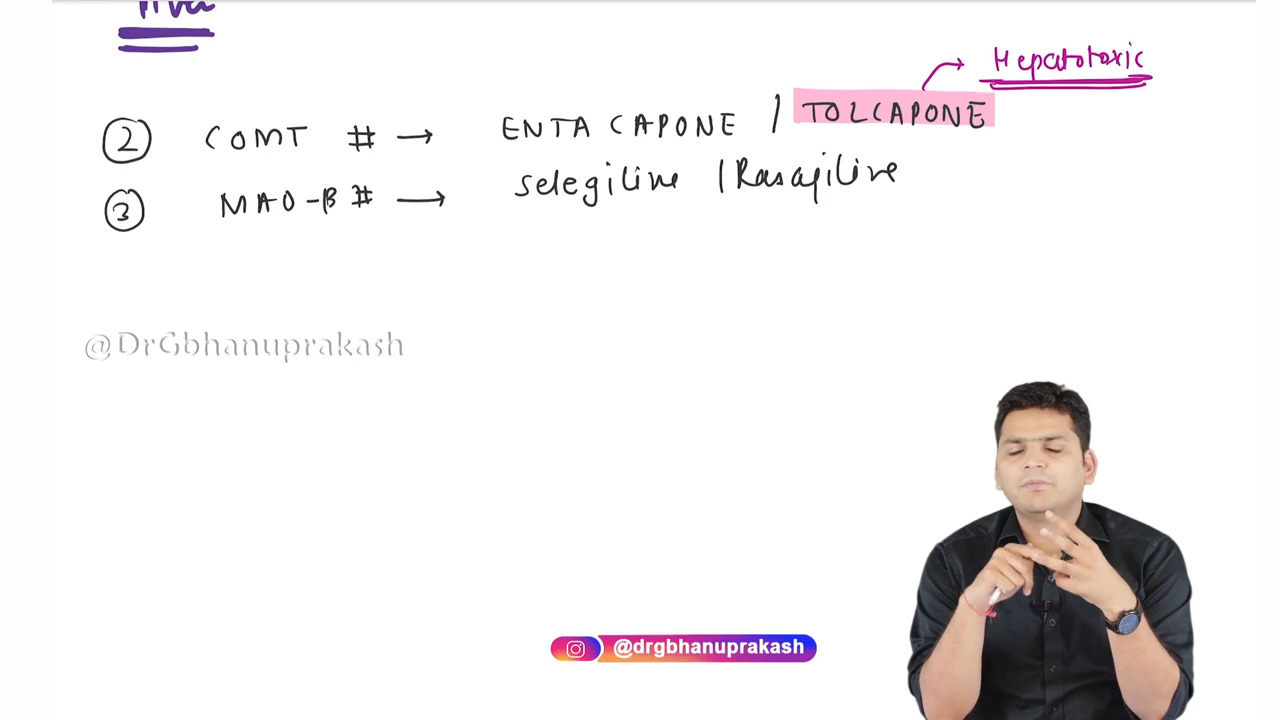 Hepatotoxic
② COMT # → ENTACAPONE / TOLCAPONE
③ MAO-B # → Selegiline / Rasagiline
@DrGbhanuprakash
@drgbhanuprakash